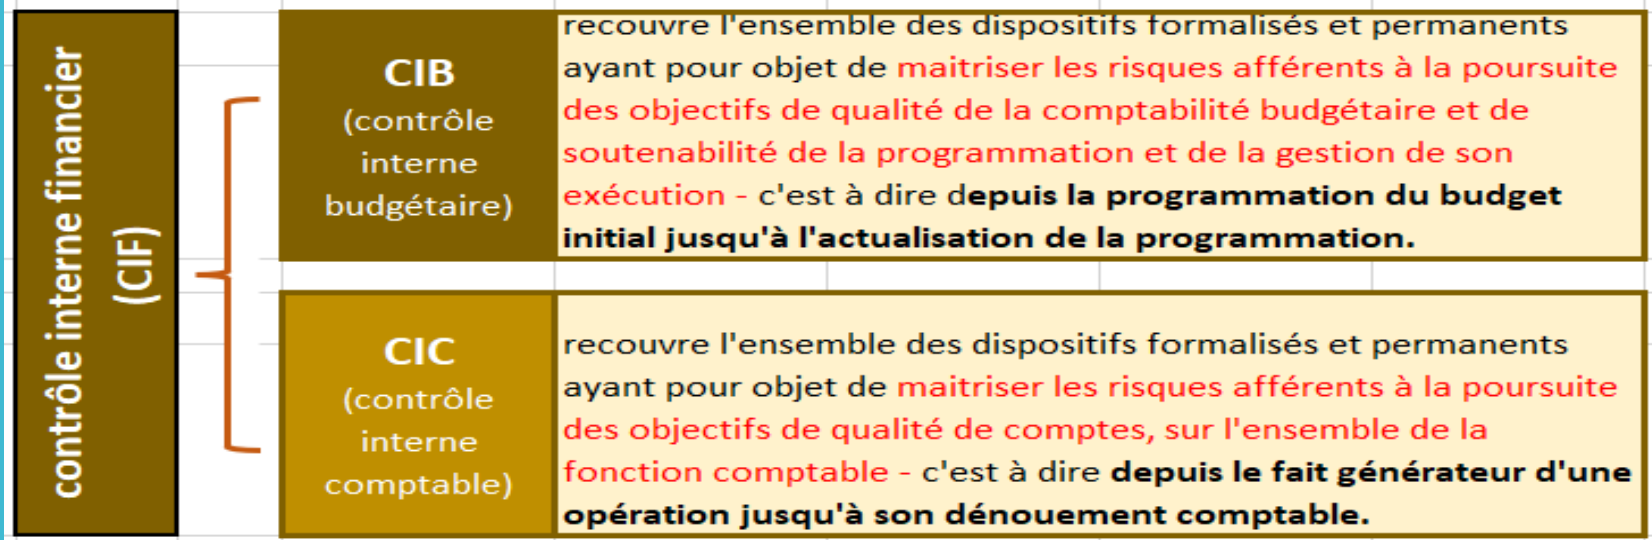 contrôle interne financier
(CIF)
CIB
(contrôle
interne
budgétaire)
recouvre l'ensemble des dispositifs formalisés et permanents
ayant pour objet de maitriser les risques afférents à la poursuite
des objectifs de qualité de la comptabilité budgétaire et de
soutenabilité de la programmation et de la gestion de son
exécution - c'est à dire depuis la programmation du budget
initial jusqu'à l'actualisation de la programmation.
CIC
(contrôle
interne
comptable)
recouvre l'ensemble des dispositifs formalisés et permanents
ayant pour objet de maitriser les risques afférents à la poursuite
des objectifs de qualité de comptes, sur l'ensemble de la
fonction comptable - c'est à dire depuis le fait générateur d'une
opération jusqu'à son dénouement comptable.